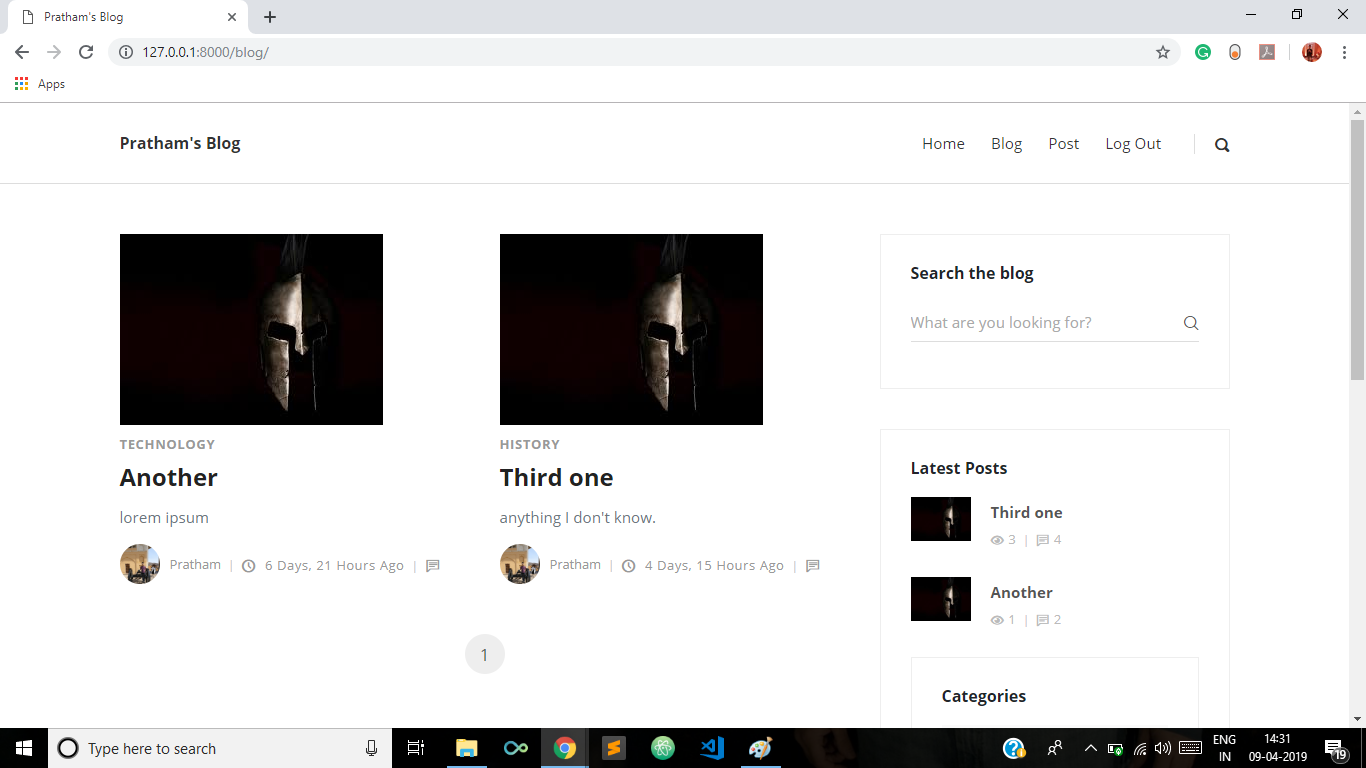 Pratham's Blog
127.0.0.1:8000/blog/
Apps
Pratham's Blog
Home Blog Post Log Out
TECHNOLOGY
Another
lorem ipsum
Pratham | 6 Days, 21 Hours Ago |
HISTORY
Third one
anything I don't know.
Pratham | 4 Days, 15 Hours Ago |
1
Search the blog
What are you looking for?
Latest Posts
Third one
3 | 4
Another
1 | 2
Categories
Type here to search
ENG
IN
14:31
09-04-2019
19